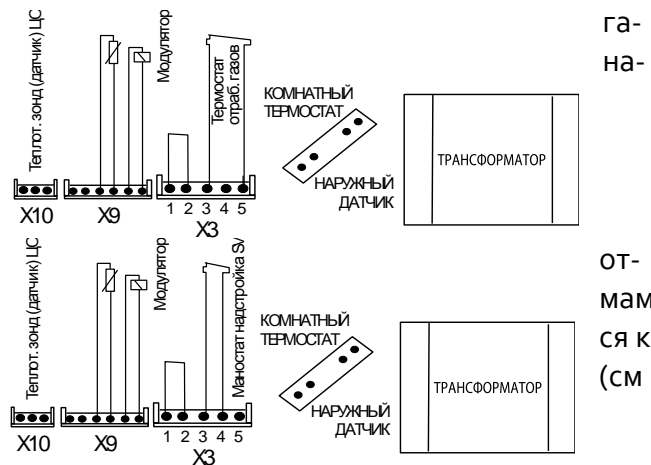 Теплот. зонд (датчик) ЦС
Модулятор
Термостат
отраб. газов
КОМНАТНЫЙ
ТЕРМОСТАТ
НАРУЖНЫЙ
ДАТЧИК
ТРАНСФОРМАТОР
X10
X9
1 2 3 4 5
X3
га-
на-
Теплот. зонд (датчик) ЦС
Модулятор
Маностат надстройка Sv
КОМНАТНЫЙ
ТЕРМОСТАТ
НАРУЖНЫЙ
ДАТЧИК
ТРАНСФОРМАТОР
X10
X9
1 2 3 4 5
X3
от-
мам
ся к
(см